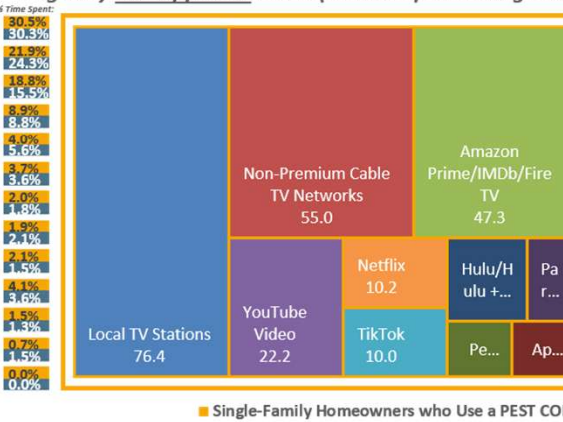 % Time Spent:
30.5%
30.3%
21.9%
24.3%
18.8%
15.5%
8.9%
8.8%
4.0%
5.6%
3.7%
3.6%
2.0%
1.8%
1.9%
2.1%
2.1%
1.5%
4.1%
3.6%
1.5%
1.3%
0.7%
1.5%
0.0%
0.0%
Local TV Stations
76.4
Non-Premium Cable
TV Networks
55.0
Amazon
Prime/IMDb/Fire
TV
47.3
YouTube
Video
22.2
Netflix
10.2
TikTok
10.0
Hulu/H
ulu +...
Pa
r...
Pe...
Ap...
Single-Family Homeowners who Use a PEST CO